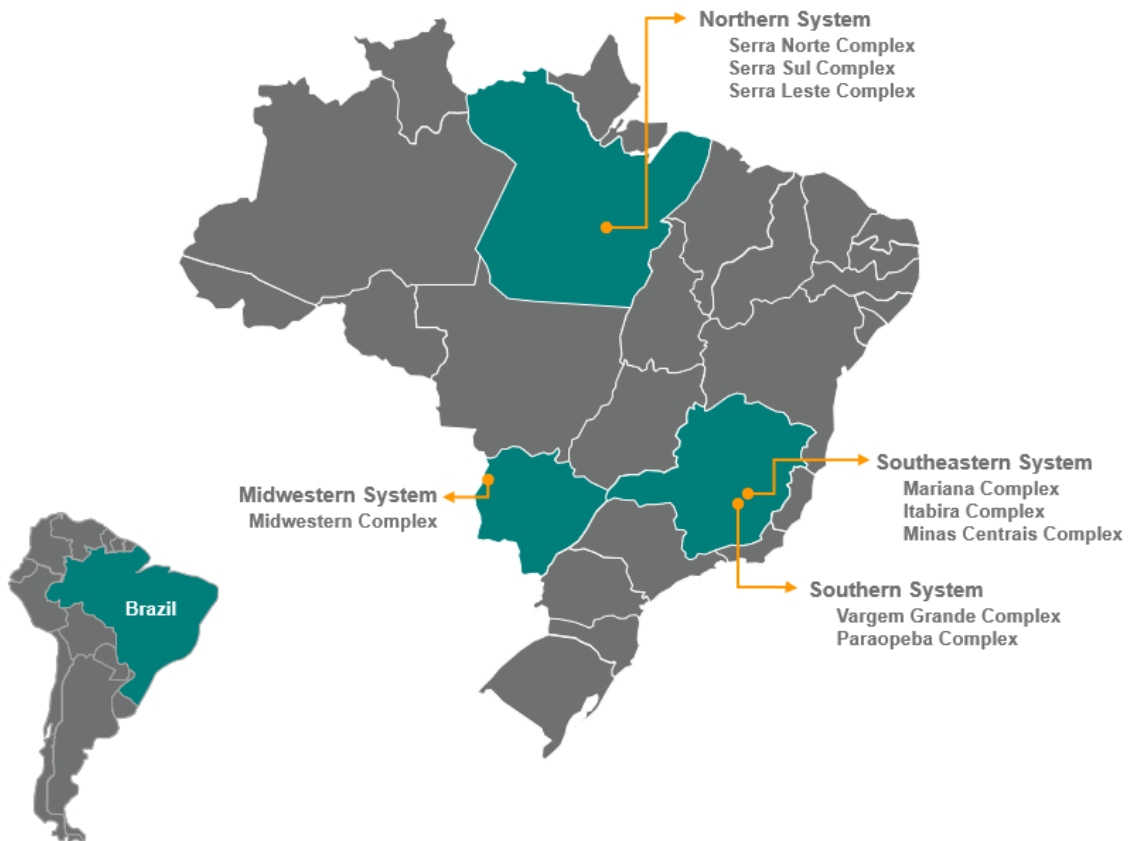 Northern System
Serra Norte Complex
Serra Sul Complex
Serra Leste Complex
Southeastern System
Mariana Complex
Itabira Complex
Minas Centrais Complex
Midwestern System
Midwestern Complex
Southern System
Vargem Grande Complex
Paraopeba Complex
Brazil